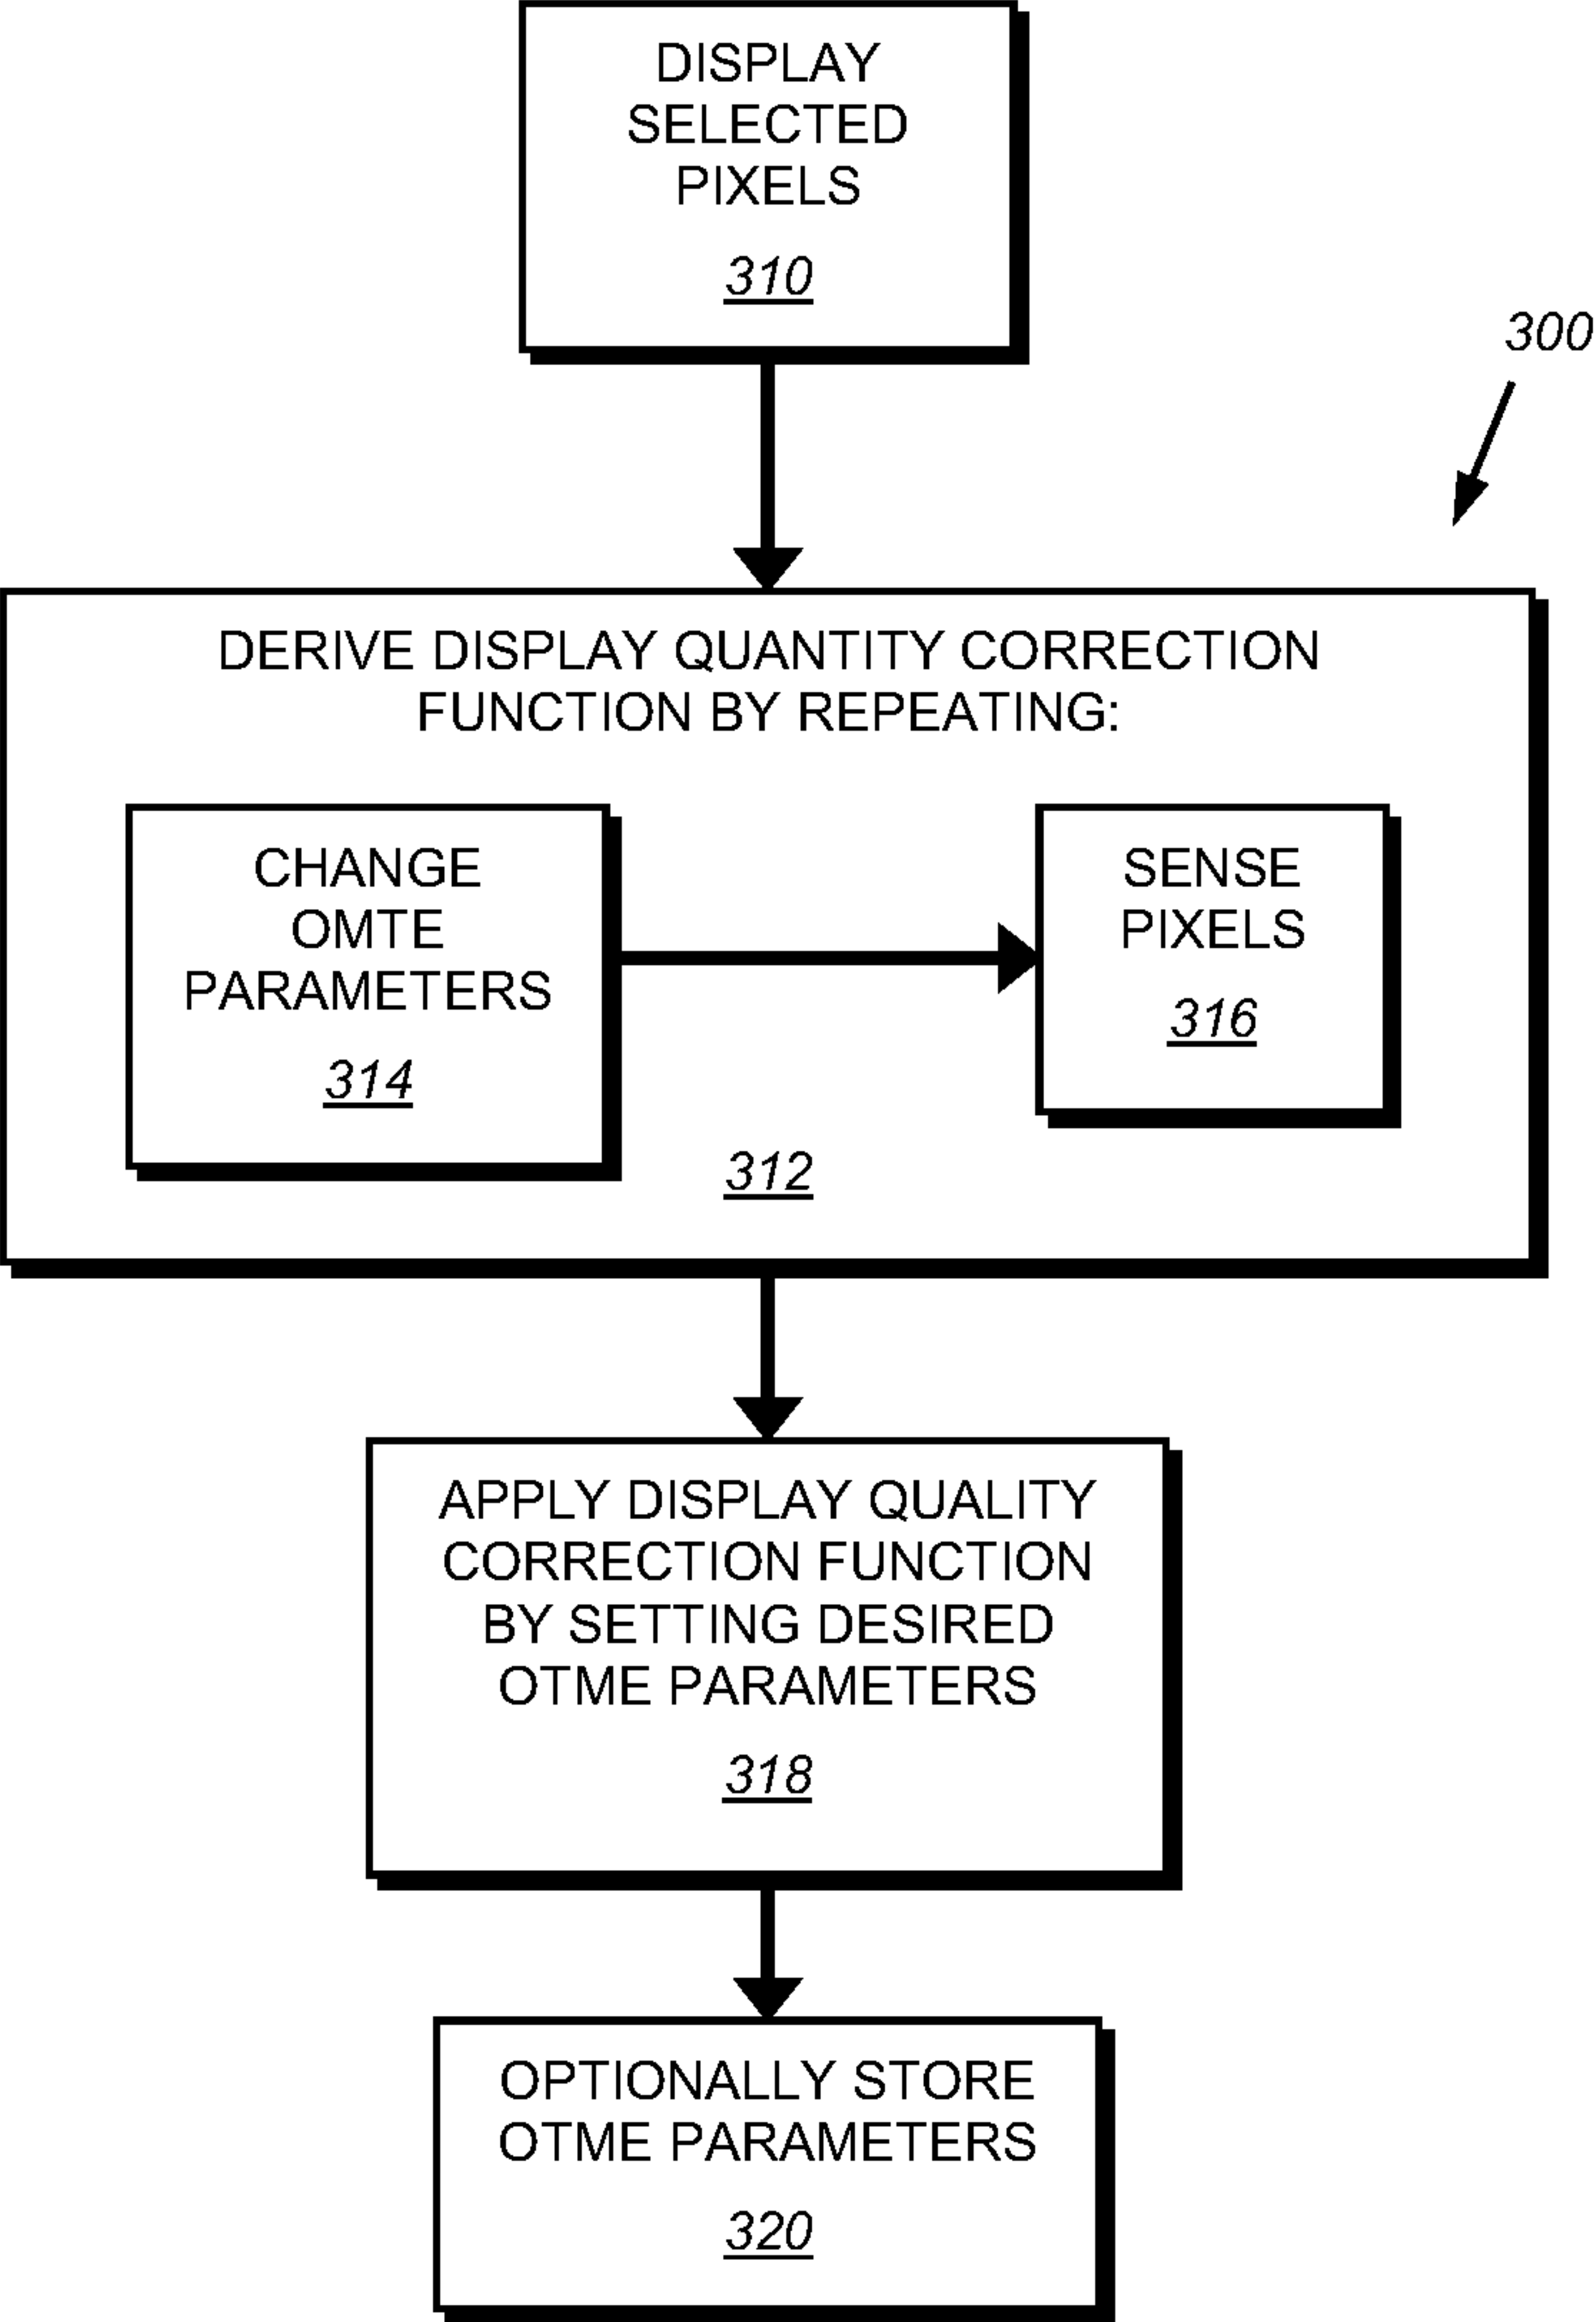 DISPLAY
SELECTED
PIXELS
310
300
DERIVE DISPLAY QUANTITY CORRECTION
FUNCTION BY REPEATING:
CHANGE
OMTE
PARAMETERS
314
SENSE
PIXELS
316
312
APPLY DISPLAY QUALITY
CORRECTION FUNCTION
BY SETTING DESIRED
OTME PARAMETERS
318
OPTIONALLY STORE
OTME PARAMETERS
320